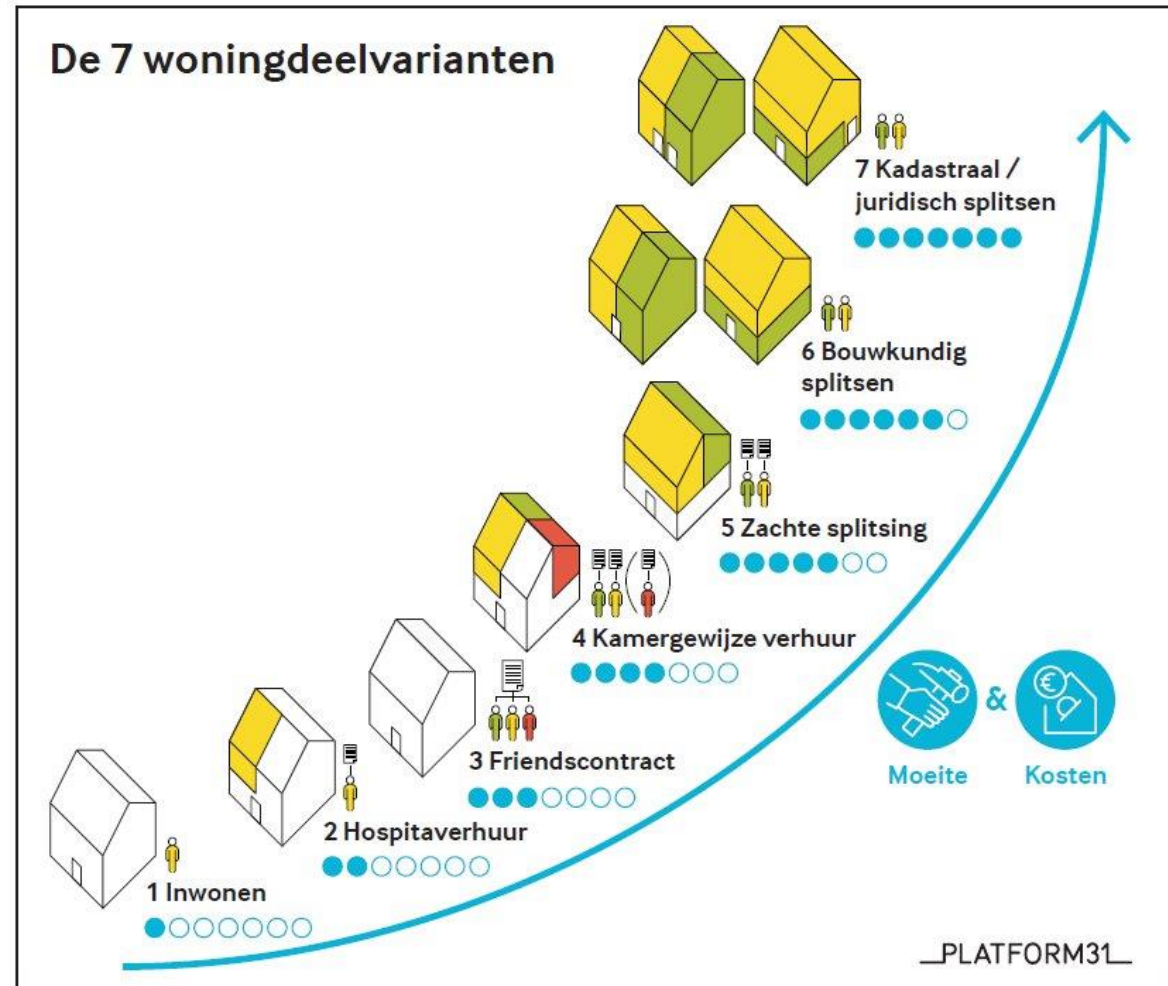 De 7 woningdeelvarianten
7 Kadastraal /
juridisch splitsen
6 Bouwkundig
splitsen
5 Zachte splitsing
4 Kamergewijze verhuur
3 Friendscontract
2 Hospitaverhuur
1 Inwonen
€
&
Moeite
Kosten
PLATFORM31